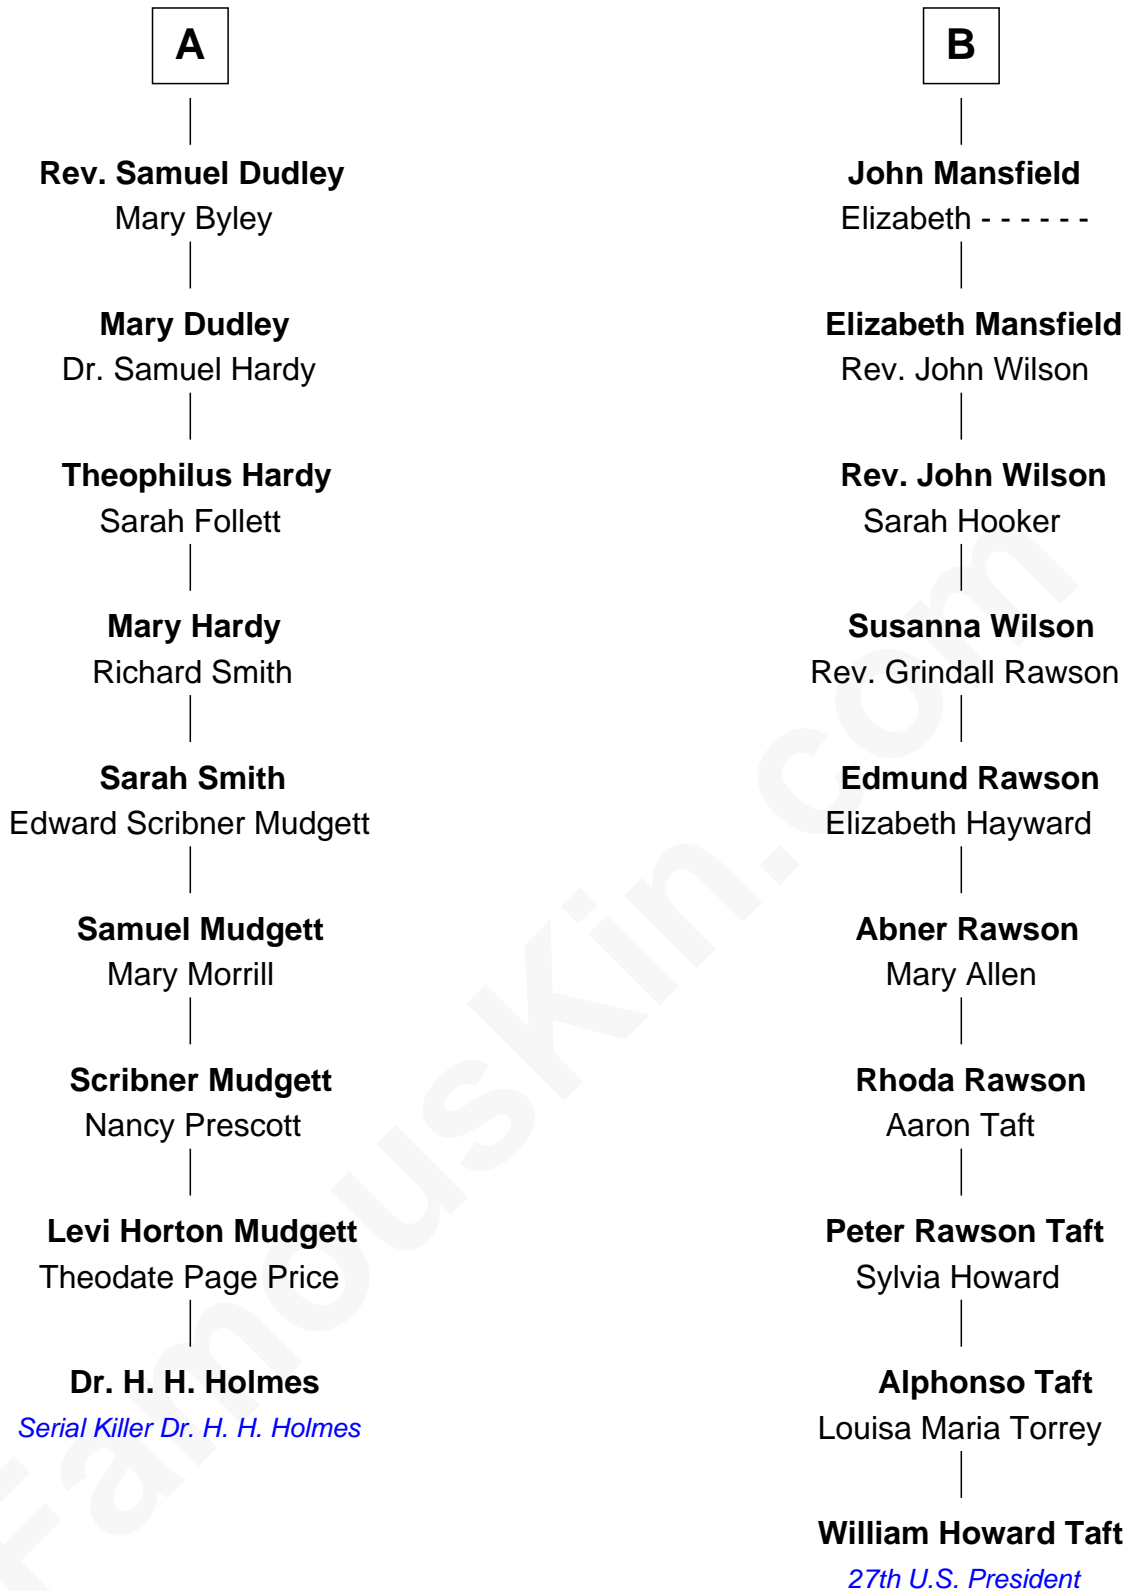 A
Rev. Samuel Dudley
Mary Byley
Mary Dudley
Dr. Samuel Hardy
Theophilus Hardy
Sarah Follett
Mary Hardy
Richard Smith
Sarah Smith
Edward Scribner Mudgett
Samuel Mudgett
Mary Morrill
Scribner Mudgett
Nancy Prescott
Levi Horton Mudgett
Theodate Page Price
Dr. H. H. Holmes
Serial Killer Dr. H. H. Holmes
B
John Mansfield
Elizabeth - - - - - -
Elizabeth Mansfield
Rev. John Wilson
Rev. John Wilson
Sarah Hooker
Susanna Wilson
Rev. Grindall Rawson
Edmund Rawson
Elizabeth Hayward
Abner Rawson
Mary Allen
Rhoda Rawson
Aaron Taft
Peter Rawson Taft
Sylvia Howard
Alphonso Taft
Louisa Maria Torrey
William Howard Taft
27th U.S. President
FamousKin.com